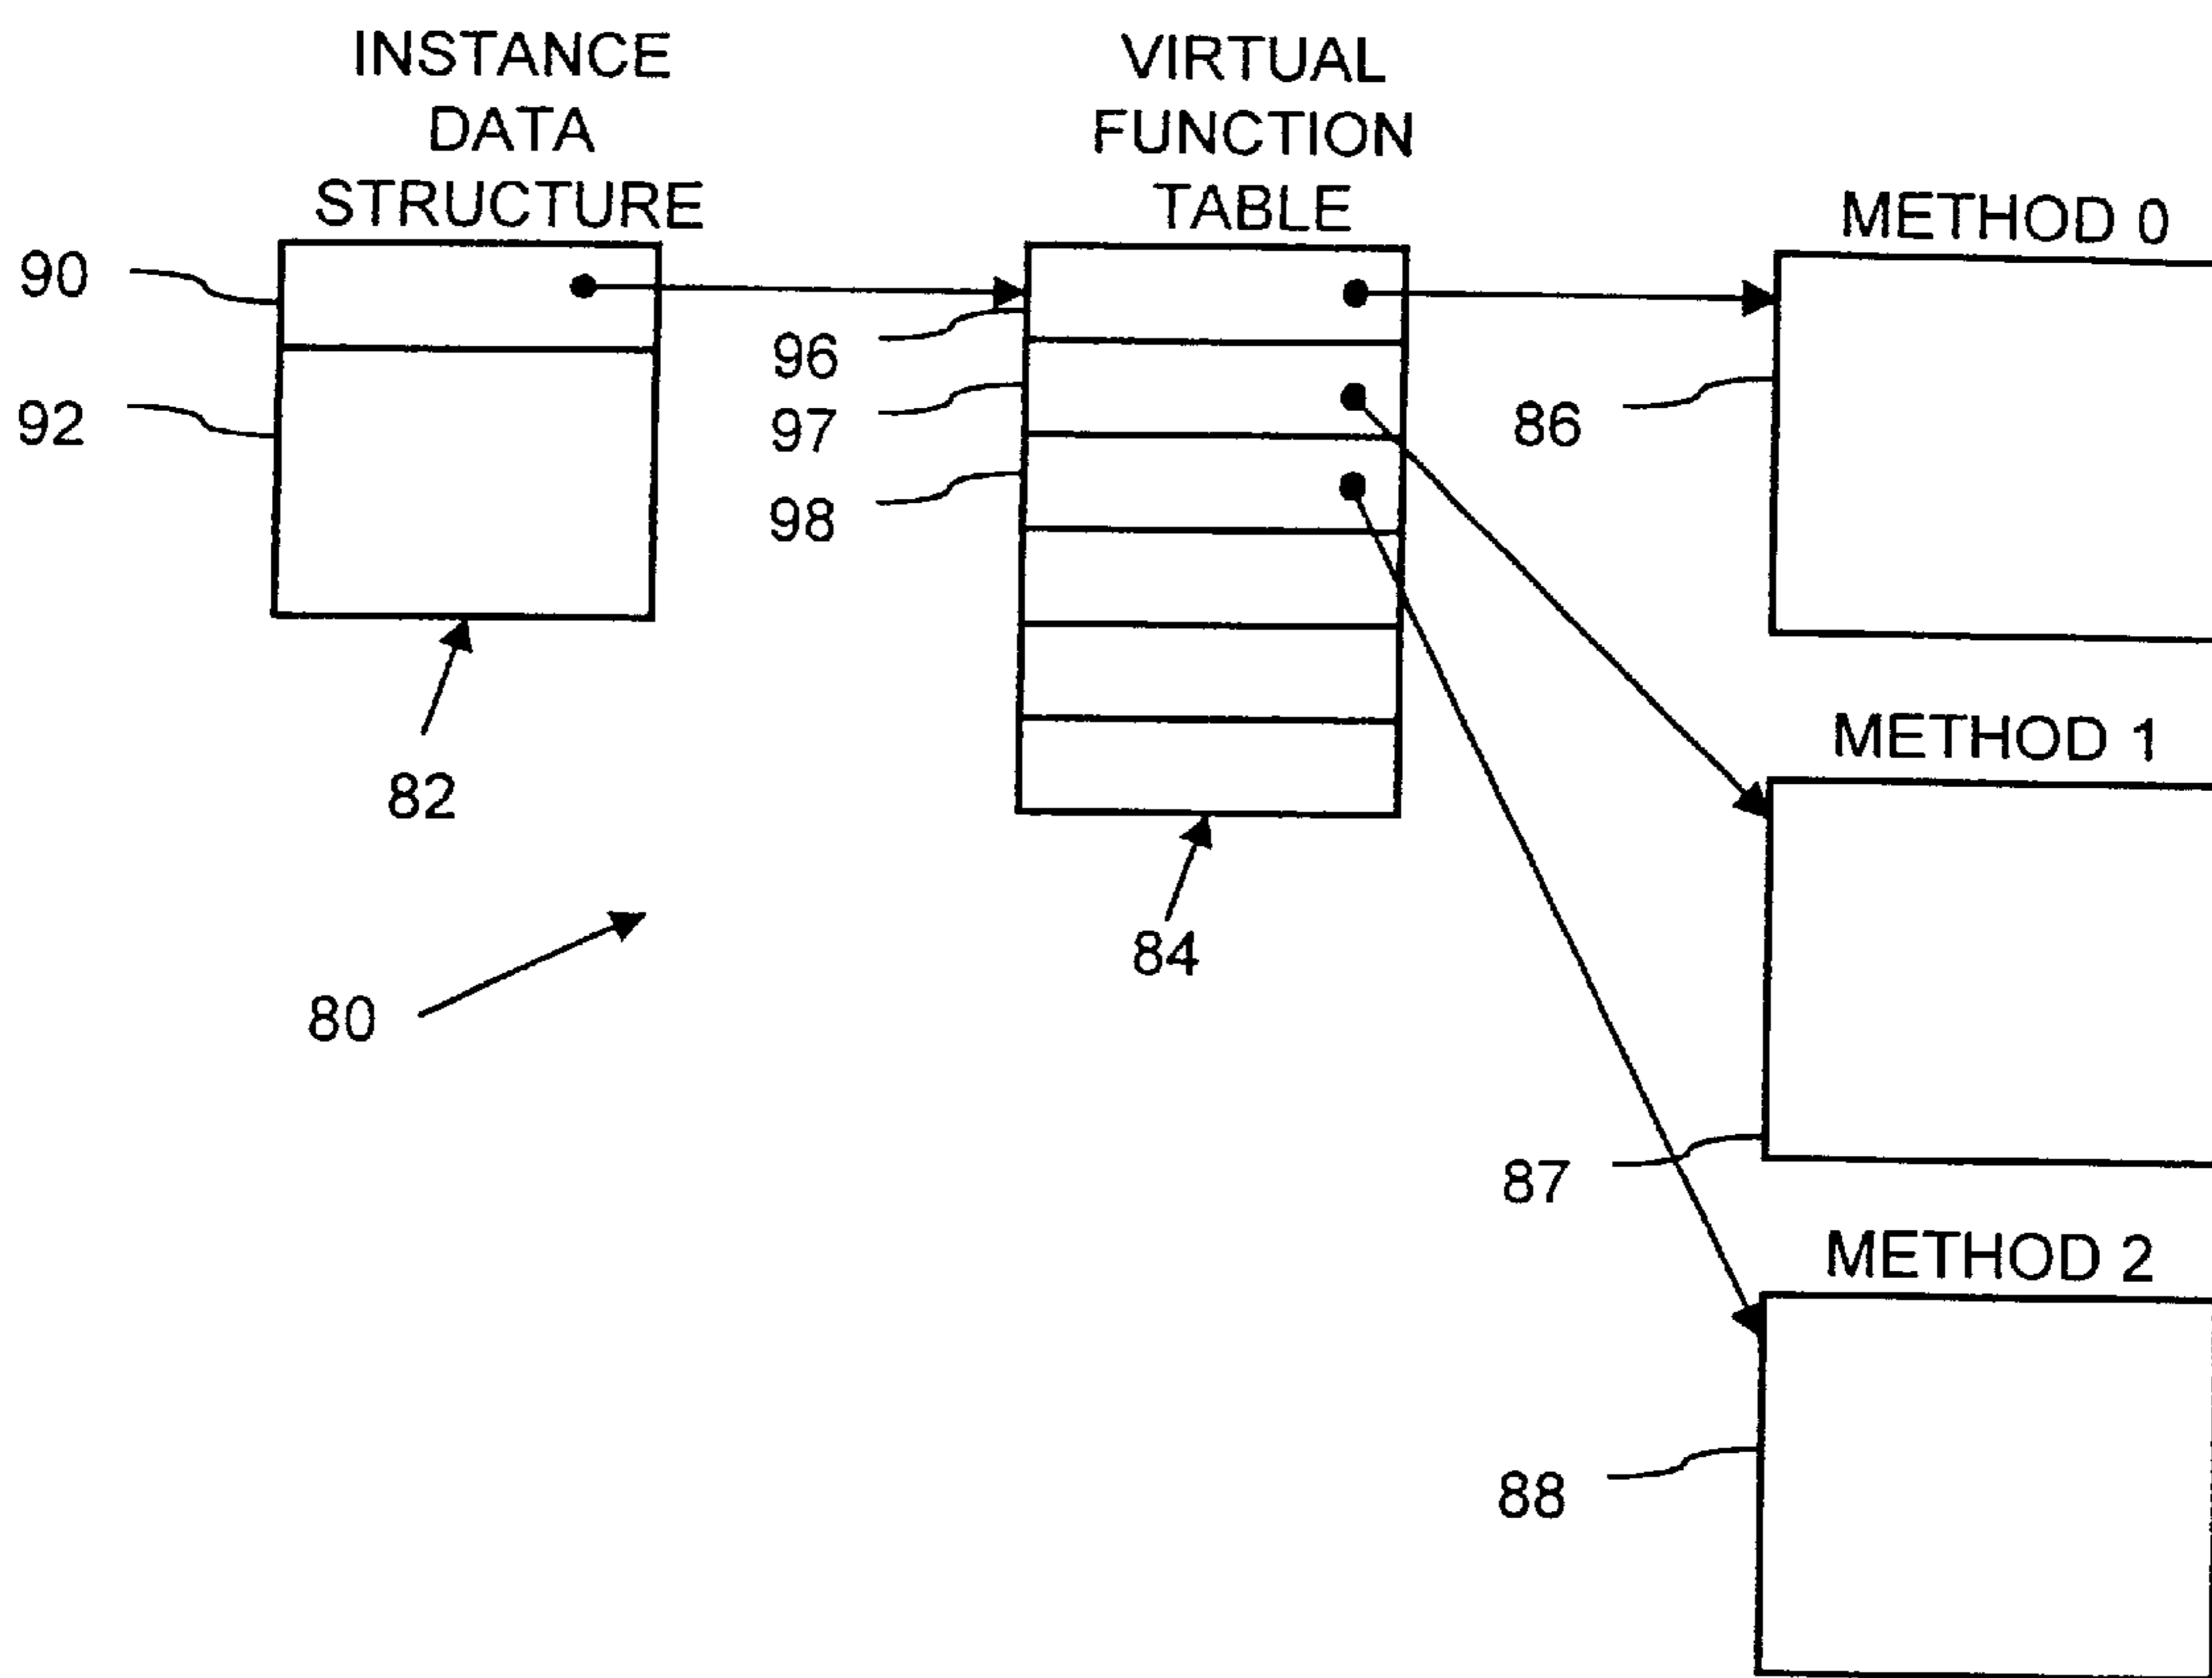 INSTANCE
DATA
STRUCTURE
VIRTUAL
FUNCTION
TABLE
METHOD 0
90
92
96
97
98
86
82
84
80
METHOD 1
87
METHOD 2
88